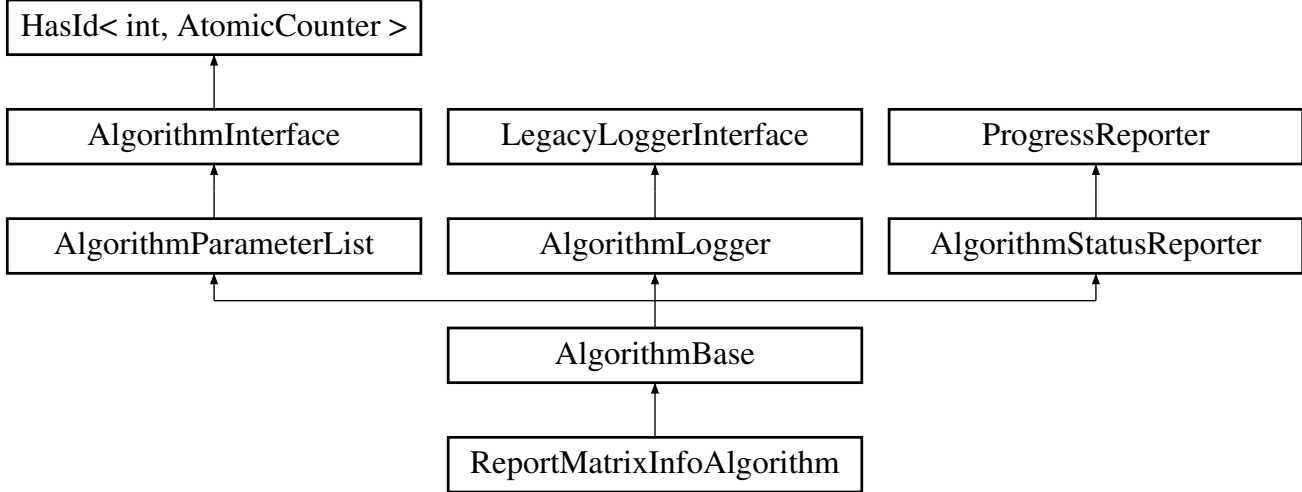 HasId< int, AtomicCounter >
AlgorithmInterface
LegacyLoggerInterface
ProgressReporter
AlgorithmParameterList
AlgorithmLogger
AlgorithmStatusReporter
AlgorithmBase
ReportMatrixInfoAlgorithm